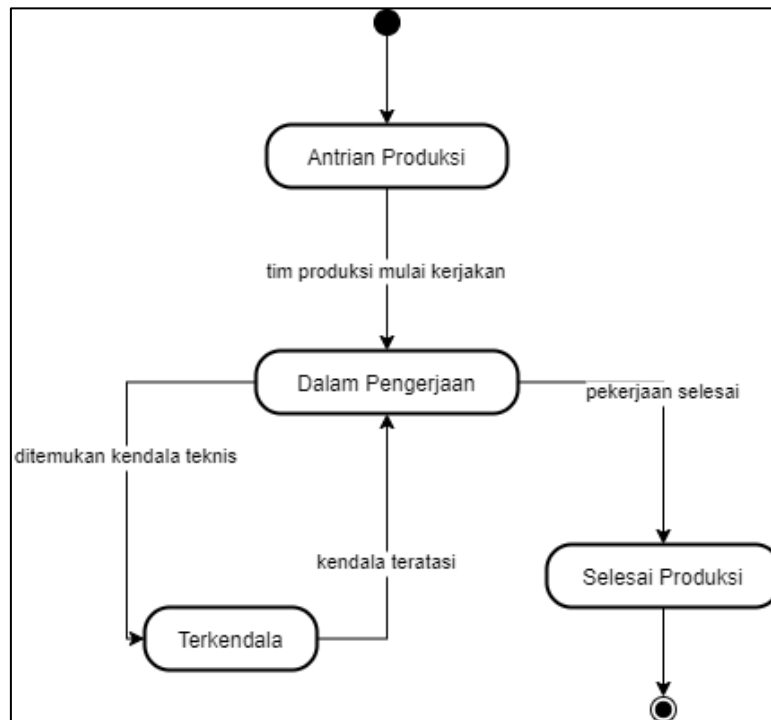 Antrian Produksi
tim produksi mulai kerjakan
Dalam Pengerjaan
pekerjaan selesai
ditemukan kendala teknis
kendala teratasi
Selesai Produksi
Terkendala